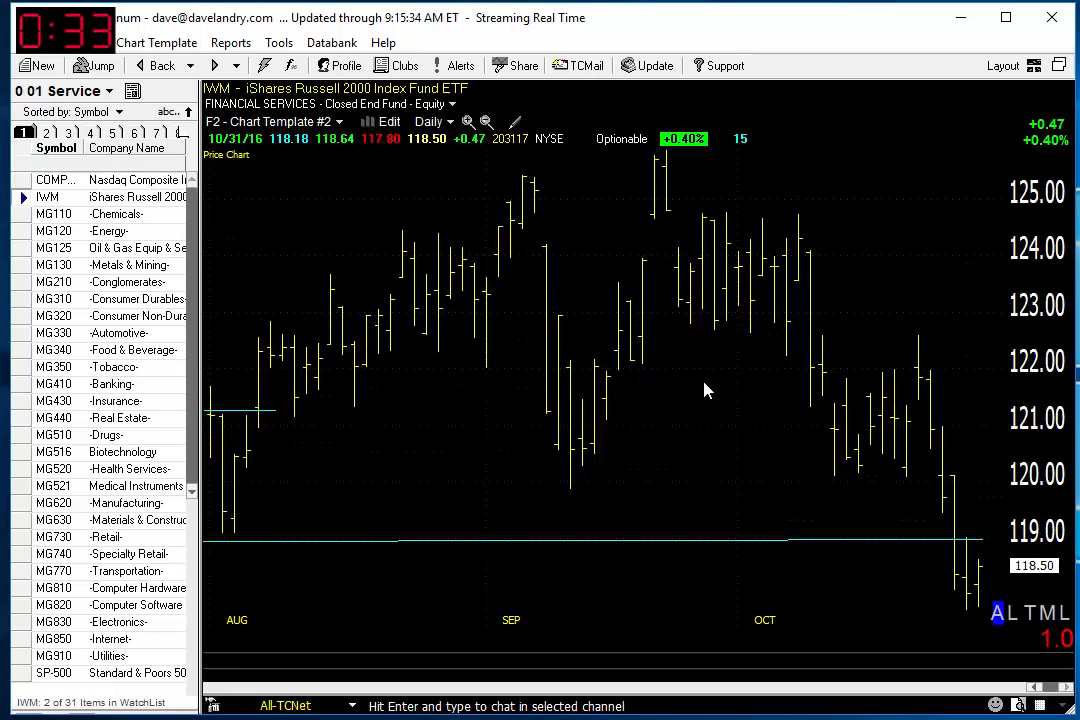 0:33
num - dave@davelandry.com ... Updated through 9:15:34 AM ET - Streaming Real Time
Chart Template Reports Tools Databank Help
New Jump Back Profile Clubs Alerts Share TCMail Update Support Layout
0 01 Service
Sorted by: Symbol abc..
1 2 3 4 5 6 7
Symbol Company Name
COMP... Nasdaq Composite I
IWM iShares Russell 2000
MG110 -Chemicals-
MG120 -Energy-
MG125 Oil & Gas Equip & Se
MG130 -Metals & Mining-
MG210 -Conglomerates-
MG310 -Consumer Durables-
MG320 -Consumer Non-Dura
MG330 -Automotive-
MG340 -Food & Beverage-
MG350 -Tobacco-
MG410 -Banking-
MG430 -Insurance-
MG440 -Real Estate-
MG510 -Drugs-
MG516 Biotechnology
MG520 -Health Services-
MG521 Medical Instruments
MG620 -Manufacturing-
MG630 -Materials & Construc
MG730 -Retail-
MG740 -Specialty Retail-
MG770 -Transportation-
MG810 -Computer Hardware
MG820 -Computer Software
MG830 -Electronics-
MG850 -Internet-
MG910 -Utilities-
SP-500 Standard & Poors 50
IWM: 2 of 31 Items in WatchList
IWM - iShares Russell 2000 Index Fund ETF
FINANCIAL SERVICES - Closed End Fund - Equity
F2 - Chart Template #2 Edit Daily
10/31/16 118.18 118.64 117.80 118.50 +0.47 203117 NYSE Optionable +0.40% 15
+0.47
+0.40%
Price Chart
125.00
124.00
123.00
122.00
121.00
120.00
119.00
118.50
AUG SEP OCT
A L T M L
1.0
All-TCNet Hit Enter and type to chat in selected channel